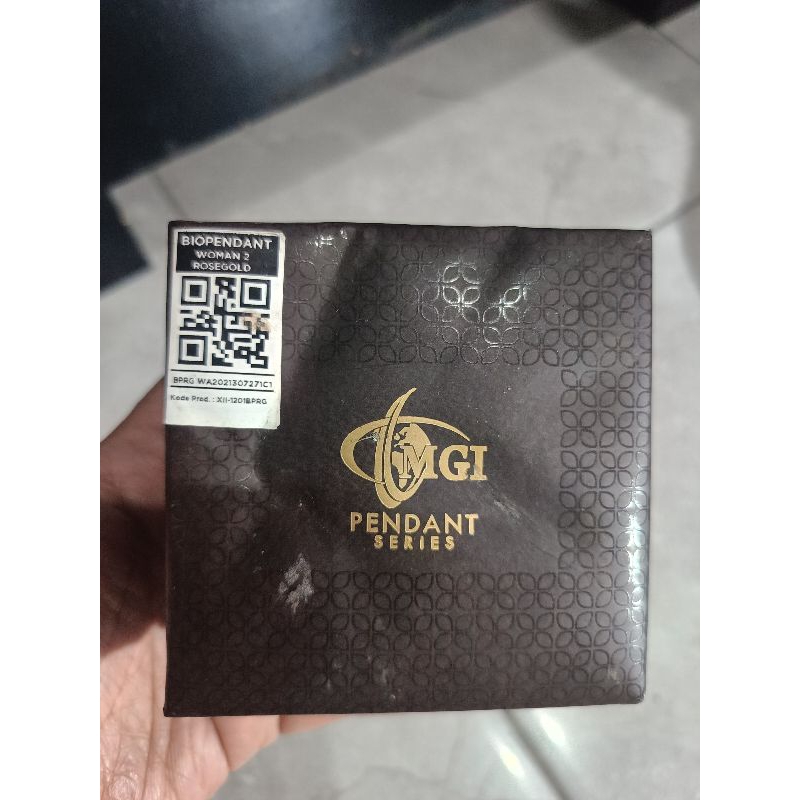 BIOPENDANT
WOMAN 2
ROSEGOLD
BPRG WA2021307271C1
Kode Prod. : XII-1201BPRG
MGI
PENDANT
SERIES